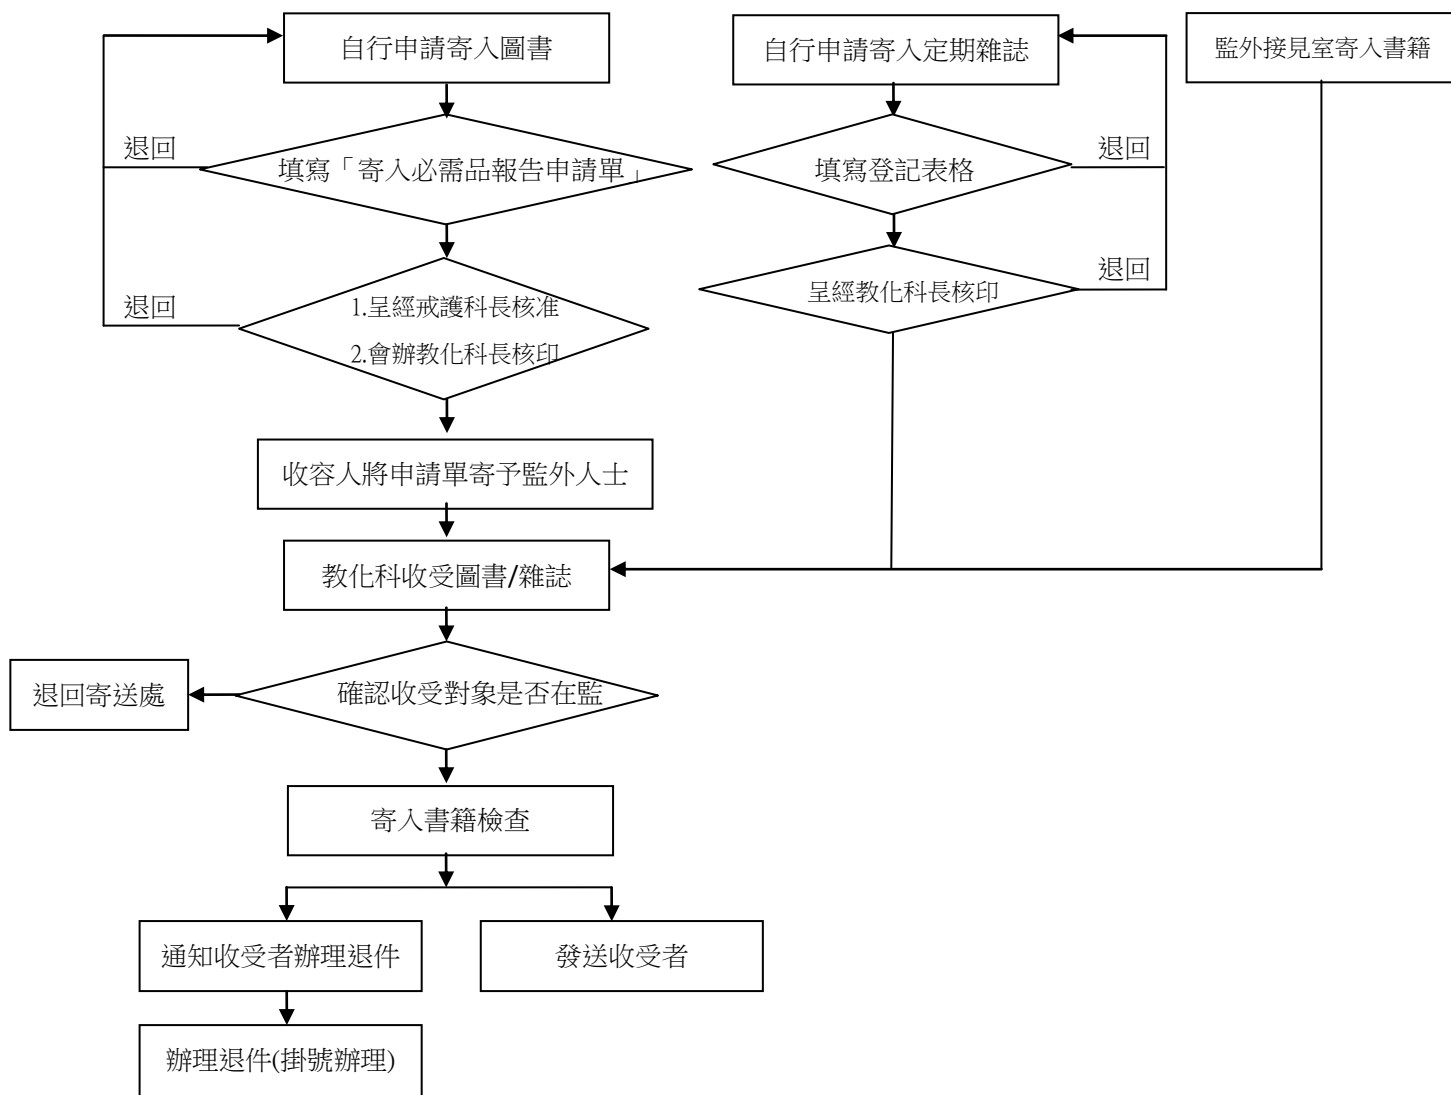 自行申請寄入圖書
自行申請寄入定期雜誌
監外接見室寄入書籍
退回
填寫「寄入必需品報告申請單」
填寫登記表格
退回
退回
1.呈經戒護科長核准
2.會辦教化科長核印
呈經教化科長核印
退回
收容人將申請單寄予監外人士
教化科收受圖書/雜誌
退回寄送處
確認收受對象是否在監
寄入書籍檢查
通知收受者辦理退件
發送收受者
辦理退件(掛號辦理)